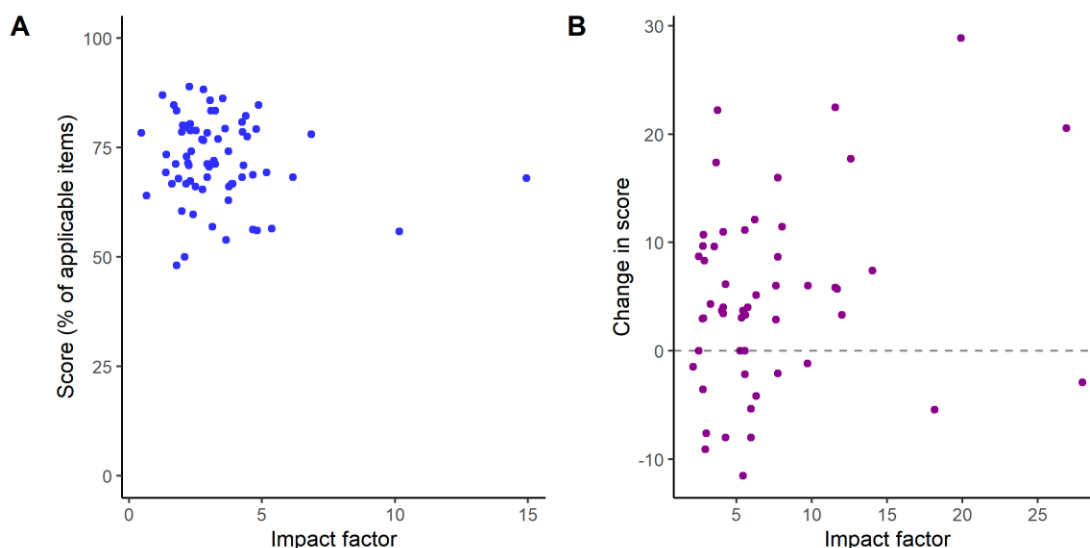 A
100
75
50
25
0
Score (% of applicable items)
0 5 10 15
Impact factor
B
30
20
10
0
-10
Change in score
5 10 15 20 25
Impact factor